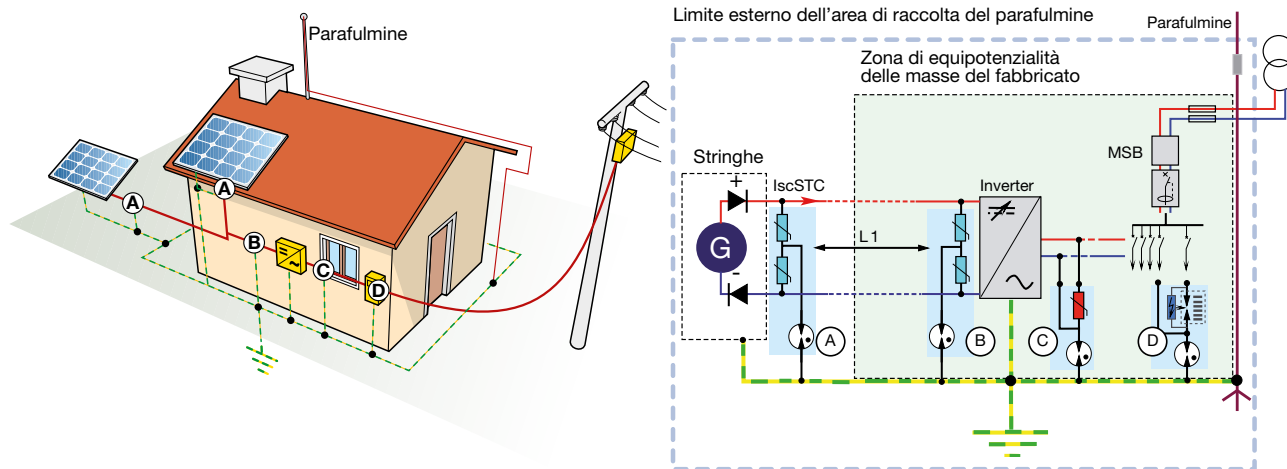 Parafulmine
A
A
B
C
D
Limite esterno dell'area di raccolta del parafulmine
Parafulmine
Zona di equipotenzialità
delle masse del fabbricato
MSB
Stringhe
IscSTC
Inverter
+
G
L1
-
A
B
C
D